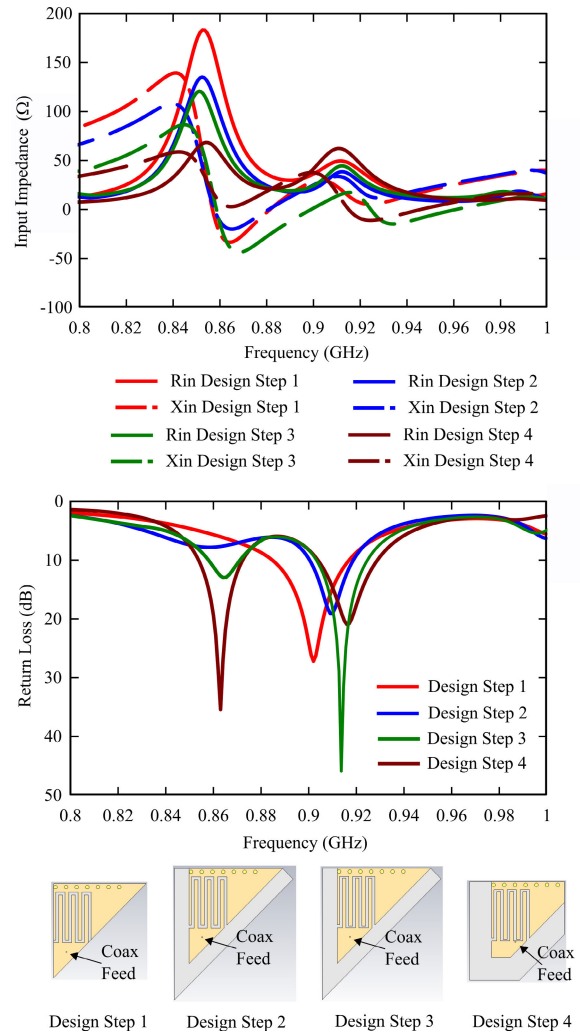 150
200
100
50
0
-50
-100
Input Impedance (Ω)
0.8 0.82 0.84 0.86 0.88 0.9 0.92 0.94 0.96 0.98 1
Frequency (GHz)
Rin Design Step 1
Rin Design Step 2
Xin Design Step 1
Xin Design Step 2
Rin Design Step 3
Rin Design Step 4
Xin Design Step 3
Xin Design Step 4
0
10
20
30
40
50
Return Loss (dB)
Design Step 1
Design Step 2
Design Step 3
Design Step 4
0.8 0.82 0.84 0.86 0.88 0.9 0.92 0.94 0.96 0.98 1
Frequency (GHz)
Coax
Feed
Coax
Feed
Coax
Feed
Coax
Feed
Design Step 1
Design Step 2
Design Step 3
Design Step 4